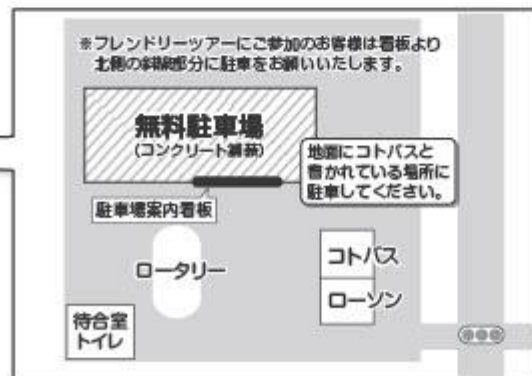 ※フレンドリーツアーにご参加のお客様は看板より
北側の斜線部分に駐車をお願いいたします。
無料駐車場
(コンクリート舗装)
地面にコトバスと
書かれている場所に
駐車してください。
駐車場案内看板
ロータリー
コトバス
ローソン
待合室
トイレ